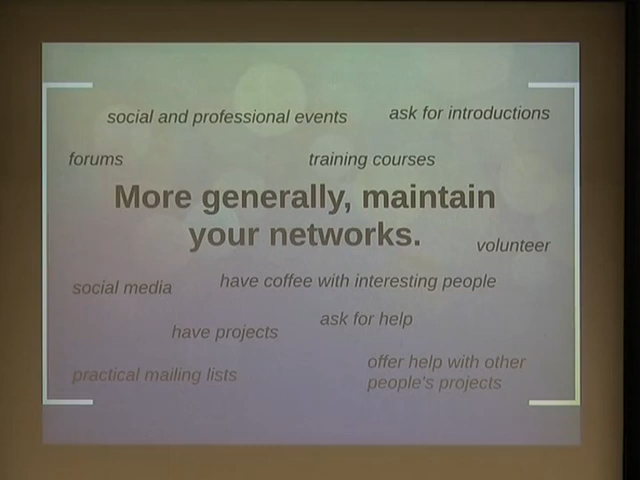 social and professional events
ask for introductions
forums
training courses
More generally, maintain
your networks.
volunteer
social media
have coffee with interesting people
have projects
ask for help
practical mailing lists
offer help with other
people's projects